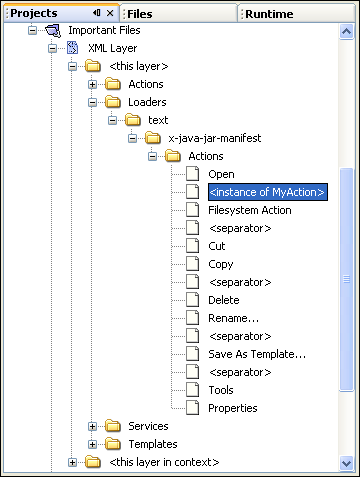 Projects Files Runtime
Important Files
XML Layer
<this layer>
Actions
Loaders
text
x-java-jar-manifest
Actions
Open
<instance of MyAction>
Filesystem Action
<separator>
Cut
Copy
<separator>
Delete
Rename...
<separator>
Save As Template...
<separator>
Tools
Properties
Services
Templates
<this layer in context>